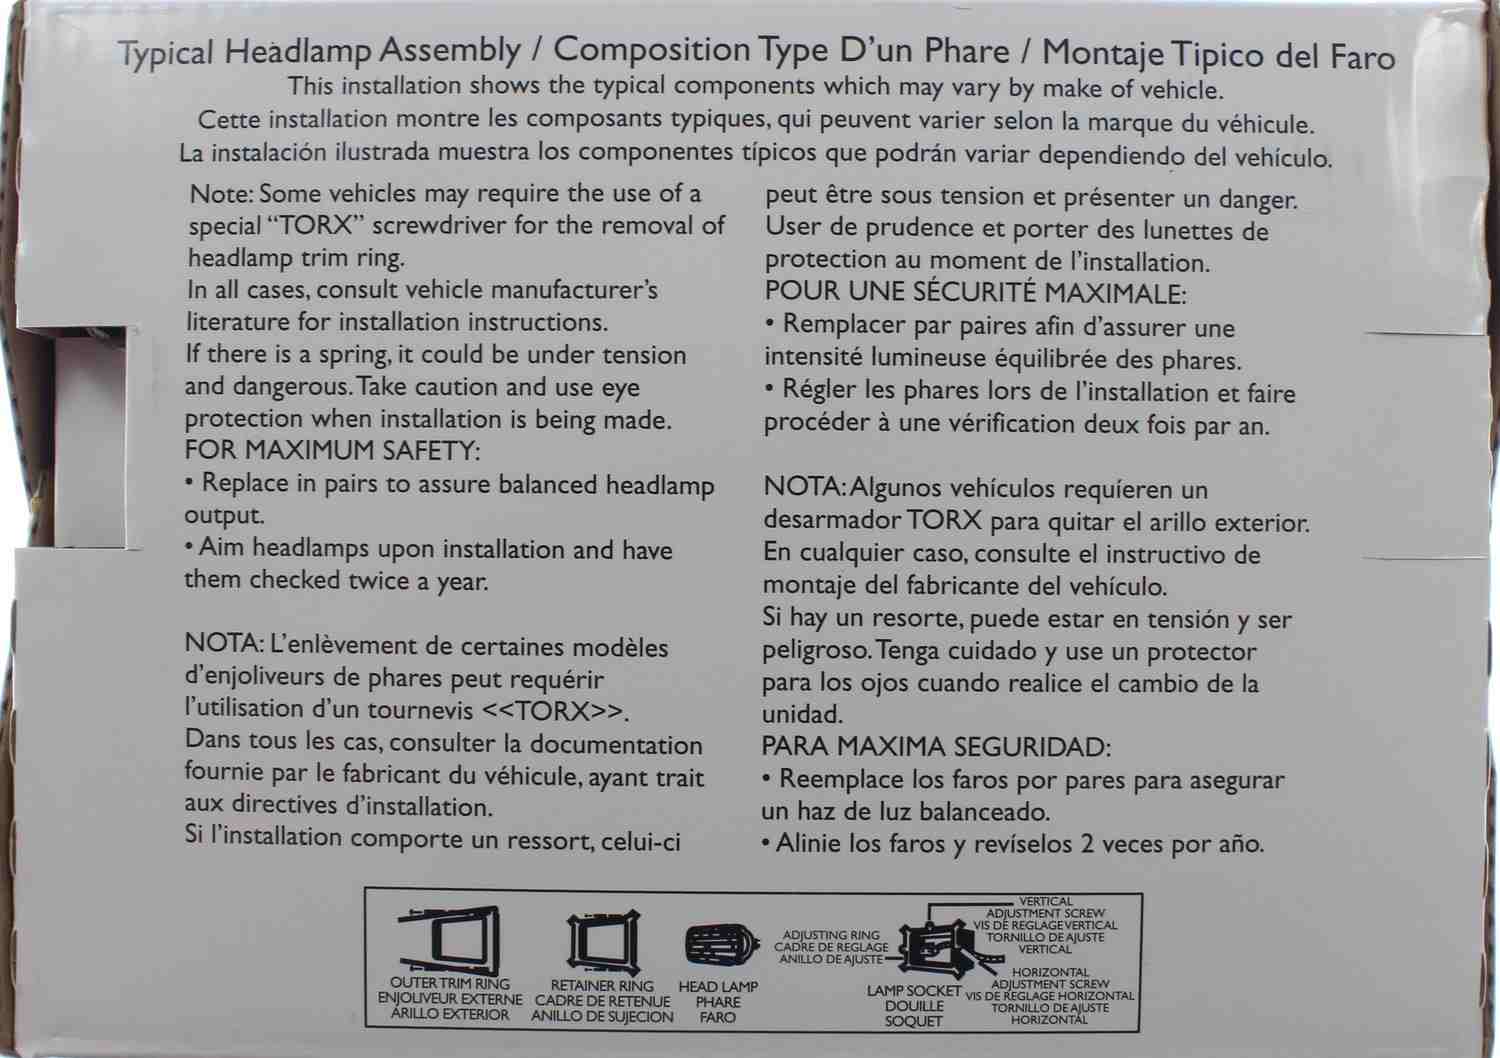 Typical Headlamp Assembly / Composition Type D'un Phare / Montaje Tipico del Faro
This installation shows the typical components which may vary by make of vehicle.
Cette installation montre les composants typiques, qui peuvent varier selon la marque du véhicule.
La instalación ilustrada muestra los componentes típicos que podrán variar dependiendo del vehículo.
Note: Some vehicles may require the use of a
special "TORX" screwdriver for the removal of
headlamp trim ring.
In all cases, consult vehicle manufacturer's
literature for installation instructions.
If there is a spring, it could be under tension
and dangerous. Take caution and use eye
protection when installation is being made.
FOR MAXIMUM SAFETY:
• Replace in pairs to assure balanced headlamp
output.
• Aim headlamps upon installation and have
them checked twice a year.
NOTA: L'enlèvement de certaines modèles
d'enjoliveurs de phares peut requérir
l'utilisation d'un tournevis <<TORX>>.
Dans tous les cas, consulter la documentation
fournie par le fabricant du véhicule, ayant trait
aux directives d'installation.
Si l'installation comporte un ressort, celui-ci
peut être sous tension et présenter un danger.
User de prudence et porter des lunettes de
protection au moment de l'installation.
POUR UNE SÉCURITÉ MAXIMALE:
• Remplacer par paires afin d'assurer une
intensité lumineuse équilibrée des phares.
• Régler les phares lors de l'installation et faire
procéder à une vérification deux fois par an.
NOTA: Algunos vehículos requíeren un
desarmador TORX para quitar el arillo exterior.
En cualquier caso, consulte el instructivo de
montaje del fabricante del vehículo.
Si hay un resorte, puede estar en tensión y ser
peligroso. Tenga cuidado y use un protector
para los ojos cuando realice el cambio de la
unidad.
PARA MAXIMA SEGURIDAD:
• Reemplace los faros por pares para asegurar
un haz de luz balanceado.
• Alinie los faros y revíselos 2 veces por año.
OUTER TRIM RING
ENJOLIVEUR EXTERNE
ARILLO EXTERIOR
RETAINER RING
CADRE DE RETENUE
ANILLO DE SUJECION
HEAD LAMP
PHARE
FARO
ADJUSTING RING
CADRE DE REGLAGE
ANILLO DE AJUSTE
LAMP SOCKET
DOUILLE
SOQUET
VERTICAL
ADJUSTMENT SCREW
VIS DE REGLAGE VERTICAL
TORNILLO DE AJUSTE
VERTICAL
HORIZONTAL
ADJUSTMENT SCREW
VIS DE REGLAGE HORIZONTAL
TORNILLO DE AJUSTE
HORIZONTAL